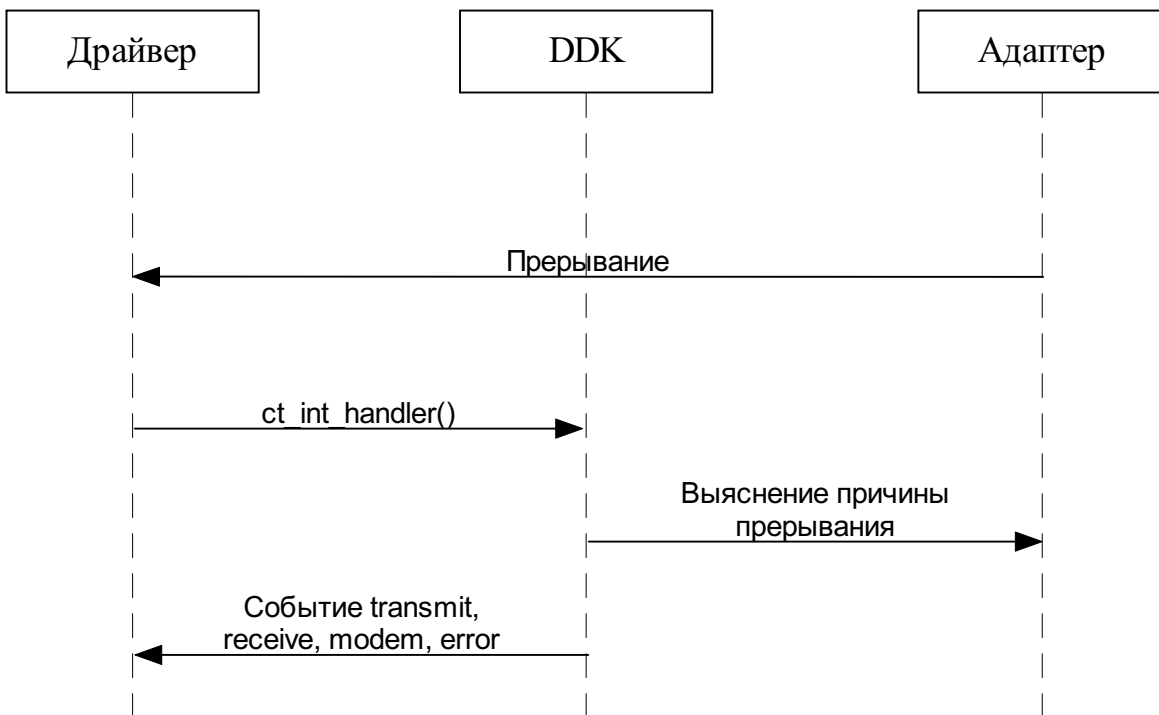 Драйвер
DDK
Адаптер
Прерывание
ct_int_handler()
Выяснение причины
прерывания
Событие transmit,
receive, modem, error